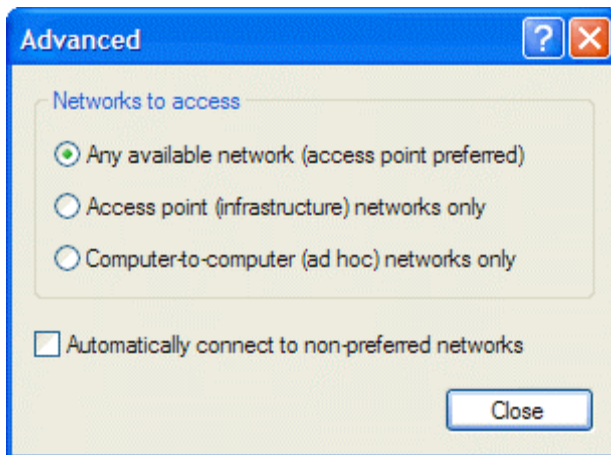 Advanced
?
Networks to access
Any available network (access point preferred)
Access point (infrastructure) networks only
Computer-to-computer (ad hoc) networks only
Automatically connect to non-preferred networks
Close